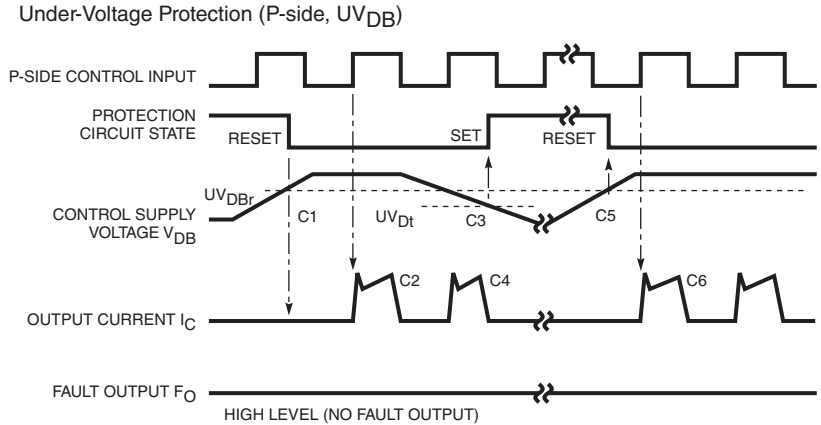 Under-Voltage Protection (P-side, UVDB)
P-SIDE CONTROL INPUT
PROTECTION
CIRCUIT STATE
RESET
SET
RESET
UVDBr
C1
UVDt
C3
C5
CONTROL SUPPLY
VOLTAGE VDB
C2
C4
C6
OUTPUT CURRENT IC
FAULT OUTPUT FO
HIGH LEVEL (NO FAULT OUTPUT)